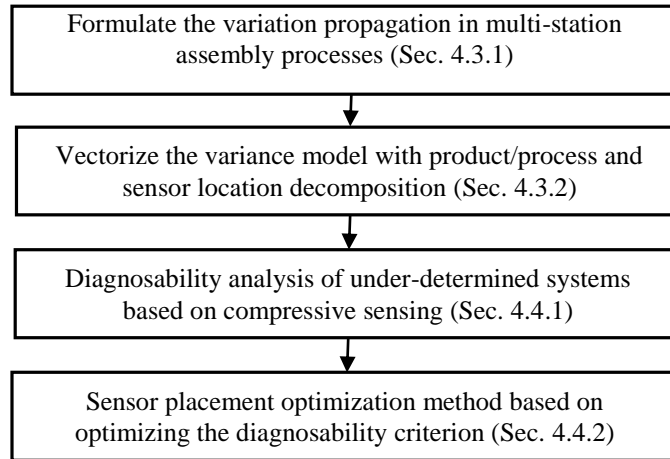 Formulate the variation propagation in multi-station
assembly processes (Sec. 4.3.1)
Vectorize the variance model with product/process and
sensor location decomposition (Sec. 4.3.2)
Diagnosability analysis of under-determined systems
based on compressive sensing (Sec. 4.4.1)
Sensor placement optimization method based on
optimizing the diagnosability criterion (Sec. 4.4.2)